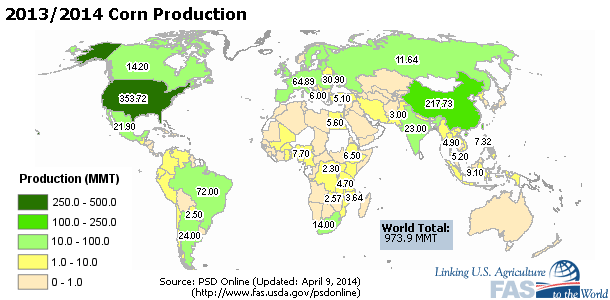 2013/2014 Corn Production
11.64
14.20
64.89
30.90
353.72
6.00
5.10
217.73
21.90
5.60
3.00
23.00
7.70
6.50
4.90
7.32
5.20
2.30
9.10
72.00
4.70
2.50
2.57
3.64
24.00
14.00
Production (MMT)
250.0 - 500.0
100.0 - 250.0
10.0 - 100.0
1.0 - 10.0
0 - 1.0
World Total:
973.9 MMT
Source: PSD Online (Updated: April 9, 2014)
(http://www.fas.usda.gov/psdonline)
Linking U.S. Agriculture
FAS to the World